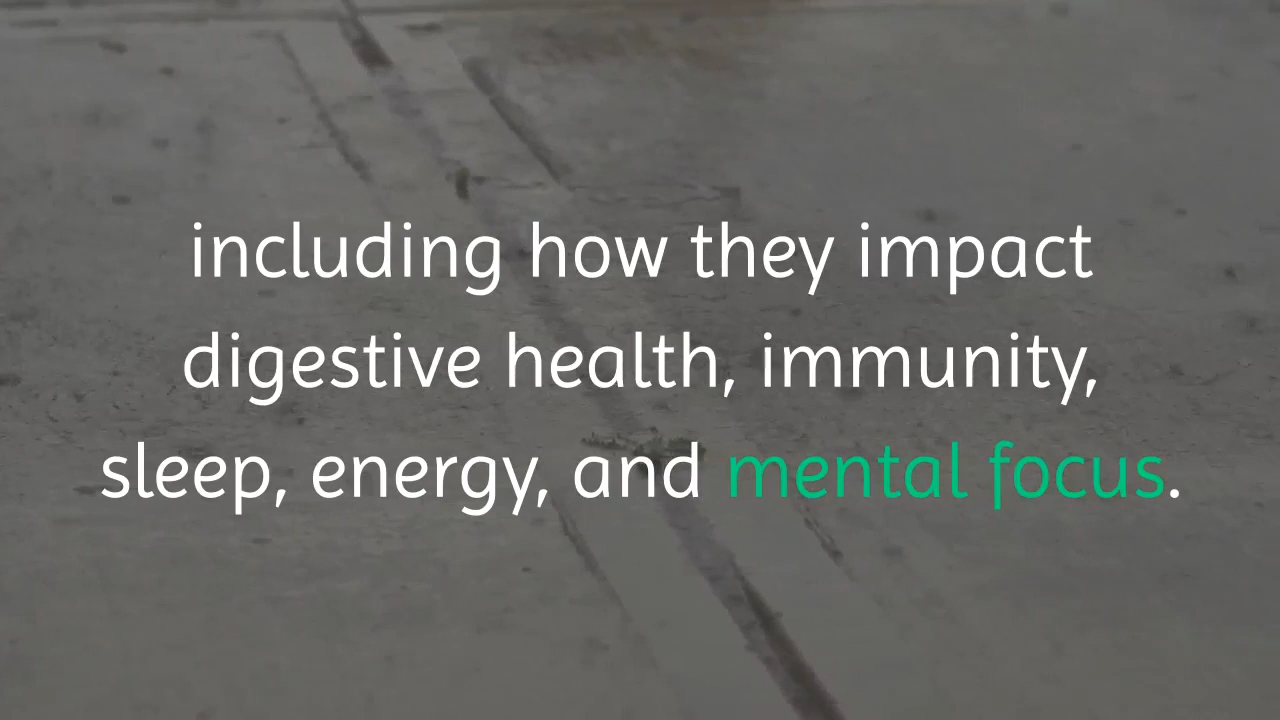 including how they impact
digestive health, immunity,
sleep, energy, and mental focus.